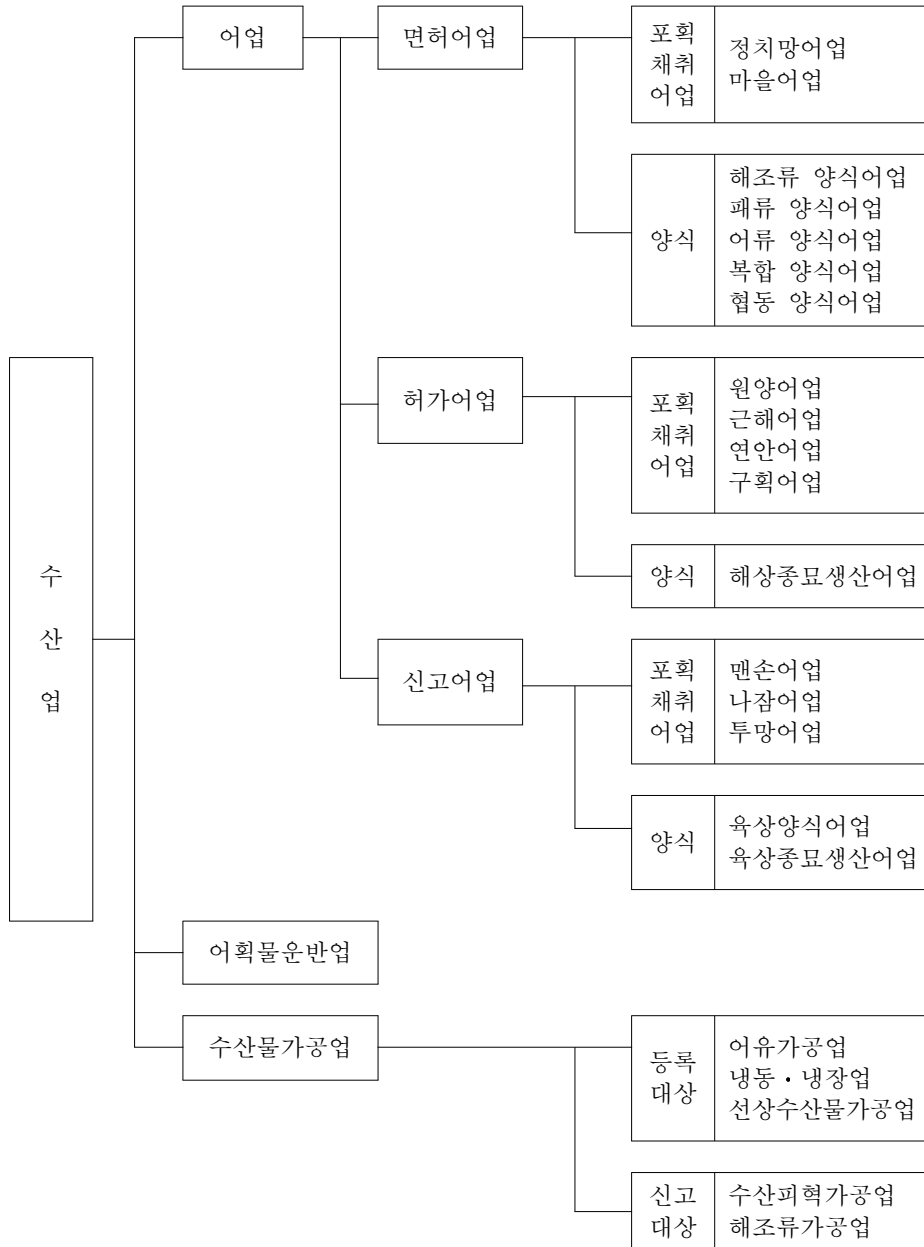 수
산
업
어업
면허어업
포획
채취
어업
정치망어업
마을어업
양식
해조류 양식어업
패류 양식어업
어류 양식어업
복합 양식어업
협동 양식어업
허가어업
포획
채취
어업
원양어업
근해어업
연안어업
구획어업
양식
해상종묘생산어업
신고어업
포획
채취
어업
맨손어업
나잠어업
투망어업
양식
육상양식어업
육상종묘생산어업
어획물운반업
수산물가공업
등록
대상
어유가공업
냉동·냉장업
선상수산물가공업
신고
대상
수산피혁가공업
해조류가공업